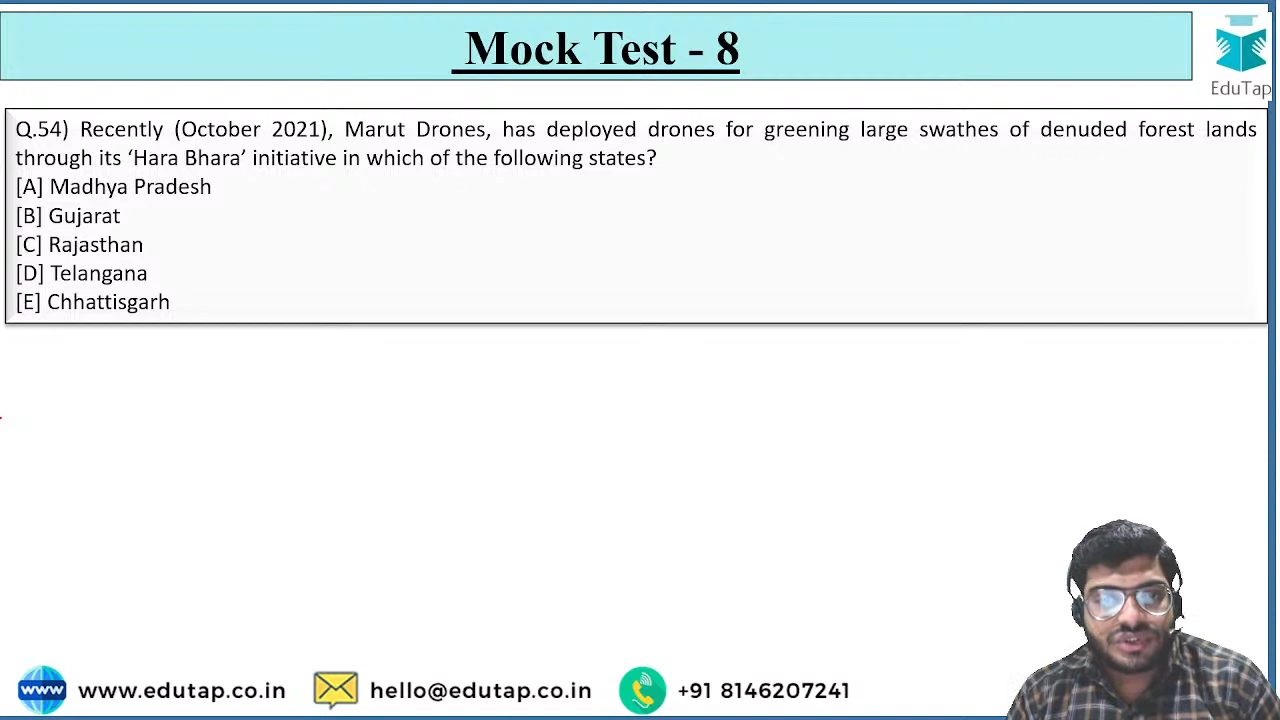 Mock Test - 8
EduTap
Q.54) Recently (October 2021), Marut Drones, has deployed drones for greening large swathes of denuded forest lands
through its ‘Hara Bhara’ initiative in which of the following states?
[A] Madhya Pradesh
[B] Gujarat
[C] Rajasthan
[D] Telangana
[E] Chhattisgarh
www www.edutap.co.in hello@edutap.co.in +91 8146207241